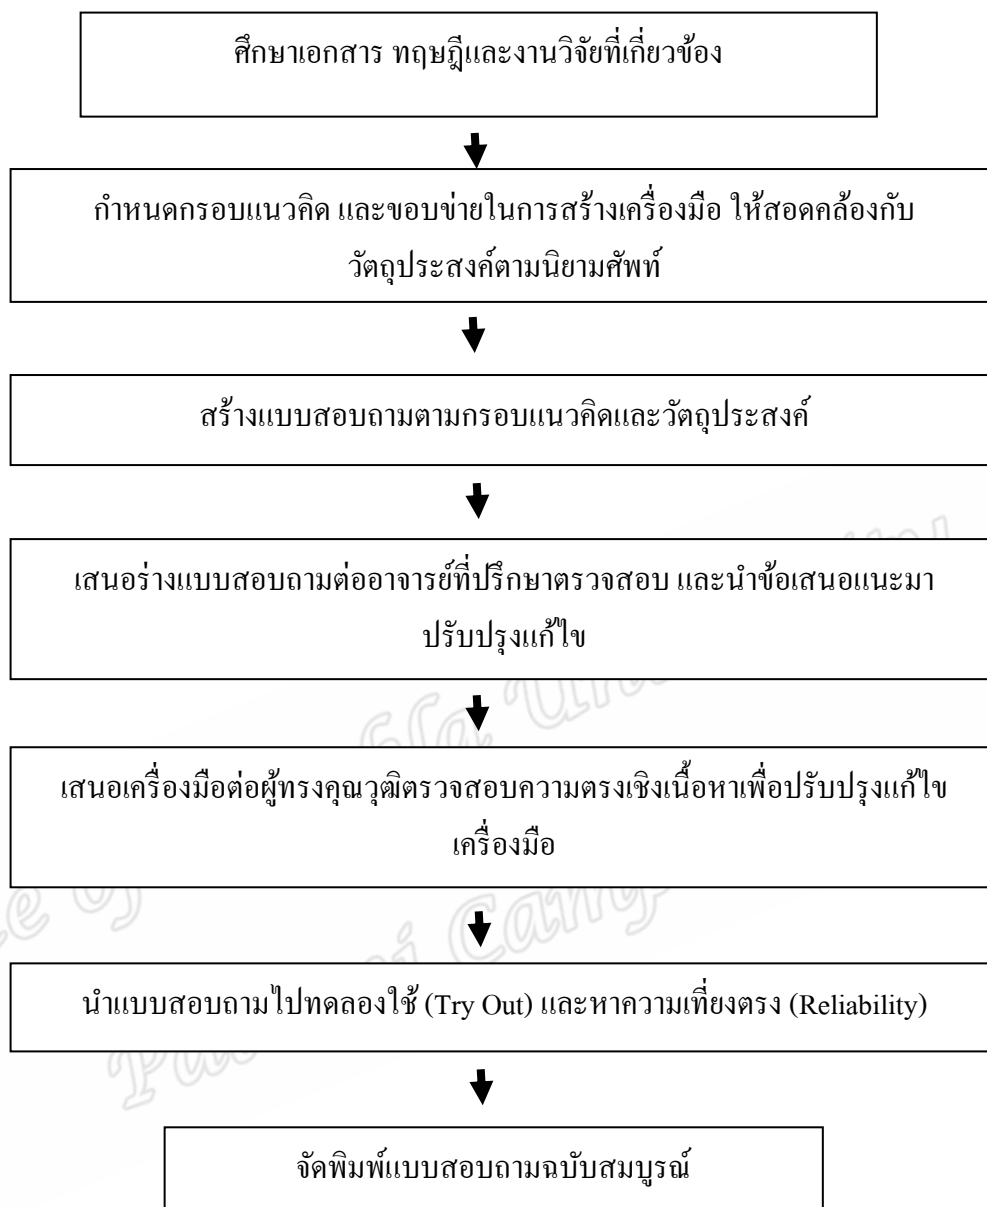 ศึกษาเอกสาร ทฤษฎีและงานวิจัยที่เกี่ยวข้อง
กำหนดกรอบแนวคิด และขอบข่ายในการสร้างเครื่องมือ ให้สอดคล้องกับ
วัตถุประสงค์ตามนิยามศัพท์
สร้างแบบสอบถามตามกรอบแนวคิดและวัตถุประสงค์
เสนอร่างแบบสอบถามต่ออาจารย์ที่ปรึกษาตรวจสอบ และนำข้อเสนอแนะมา
ปรับปรุงแก้ไข
เสนอเครื่องมือต่อผู้ทรงคุณวุฒิตรวจสอบความตรงเชิงเนื้อหาเพื่อปรับปรุงแก้ไข
เครื่องมือ
นำแบบสอบถามไปทดลองใช้ (Try Out) และหาความเที่ยงตรง (Reliability)
จัดพิมพ์แบบสอบถามฉบับสมบูรณ์